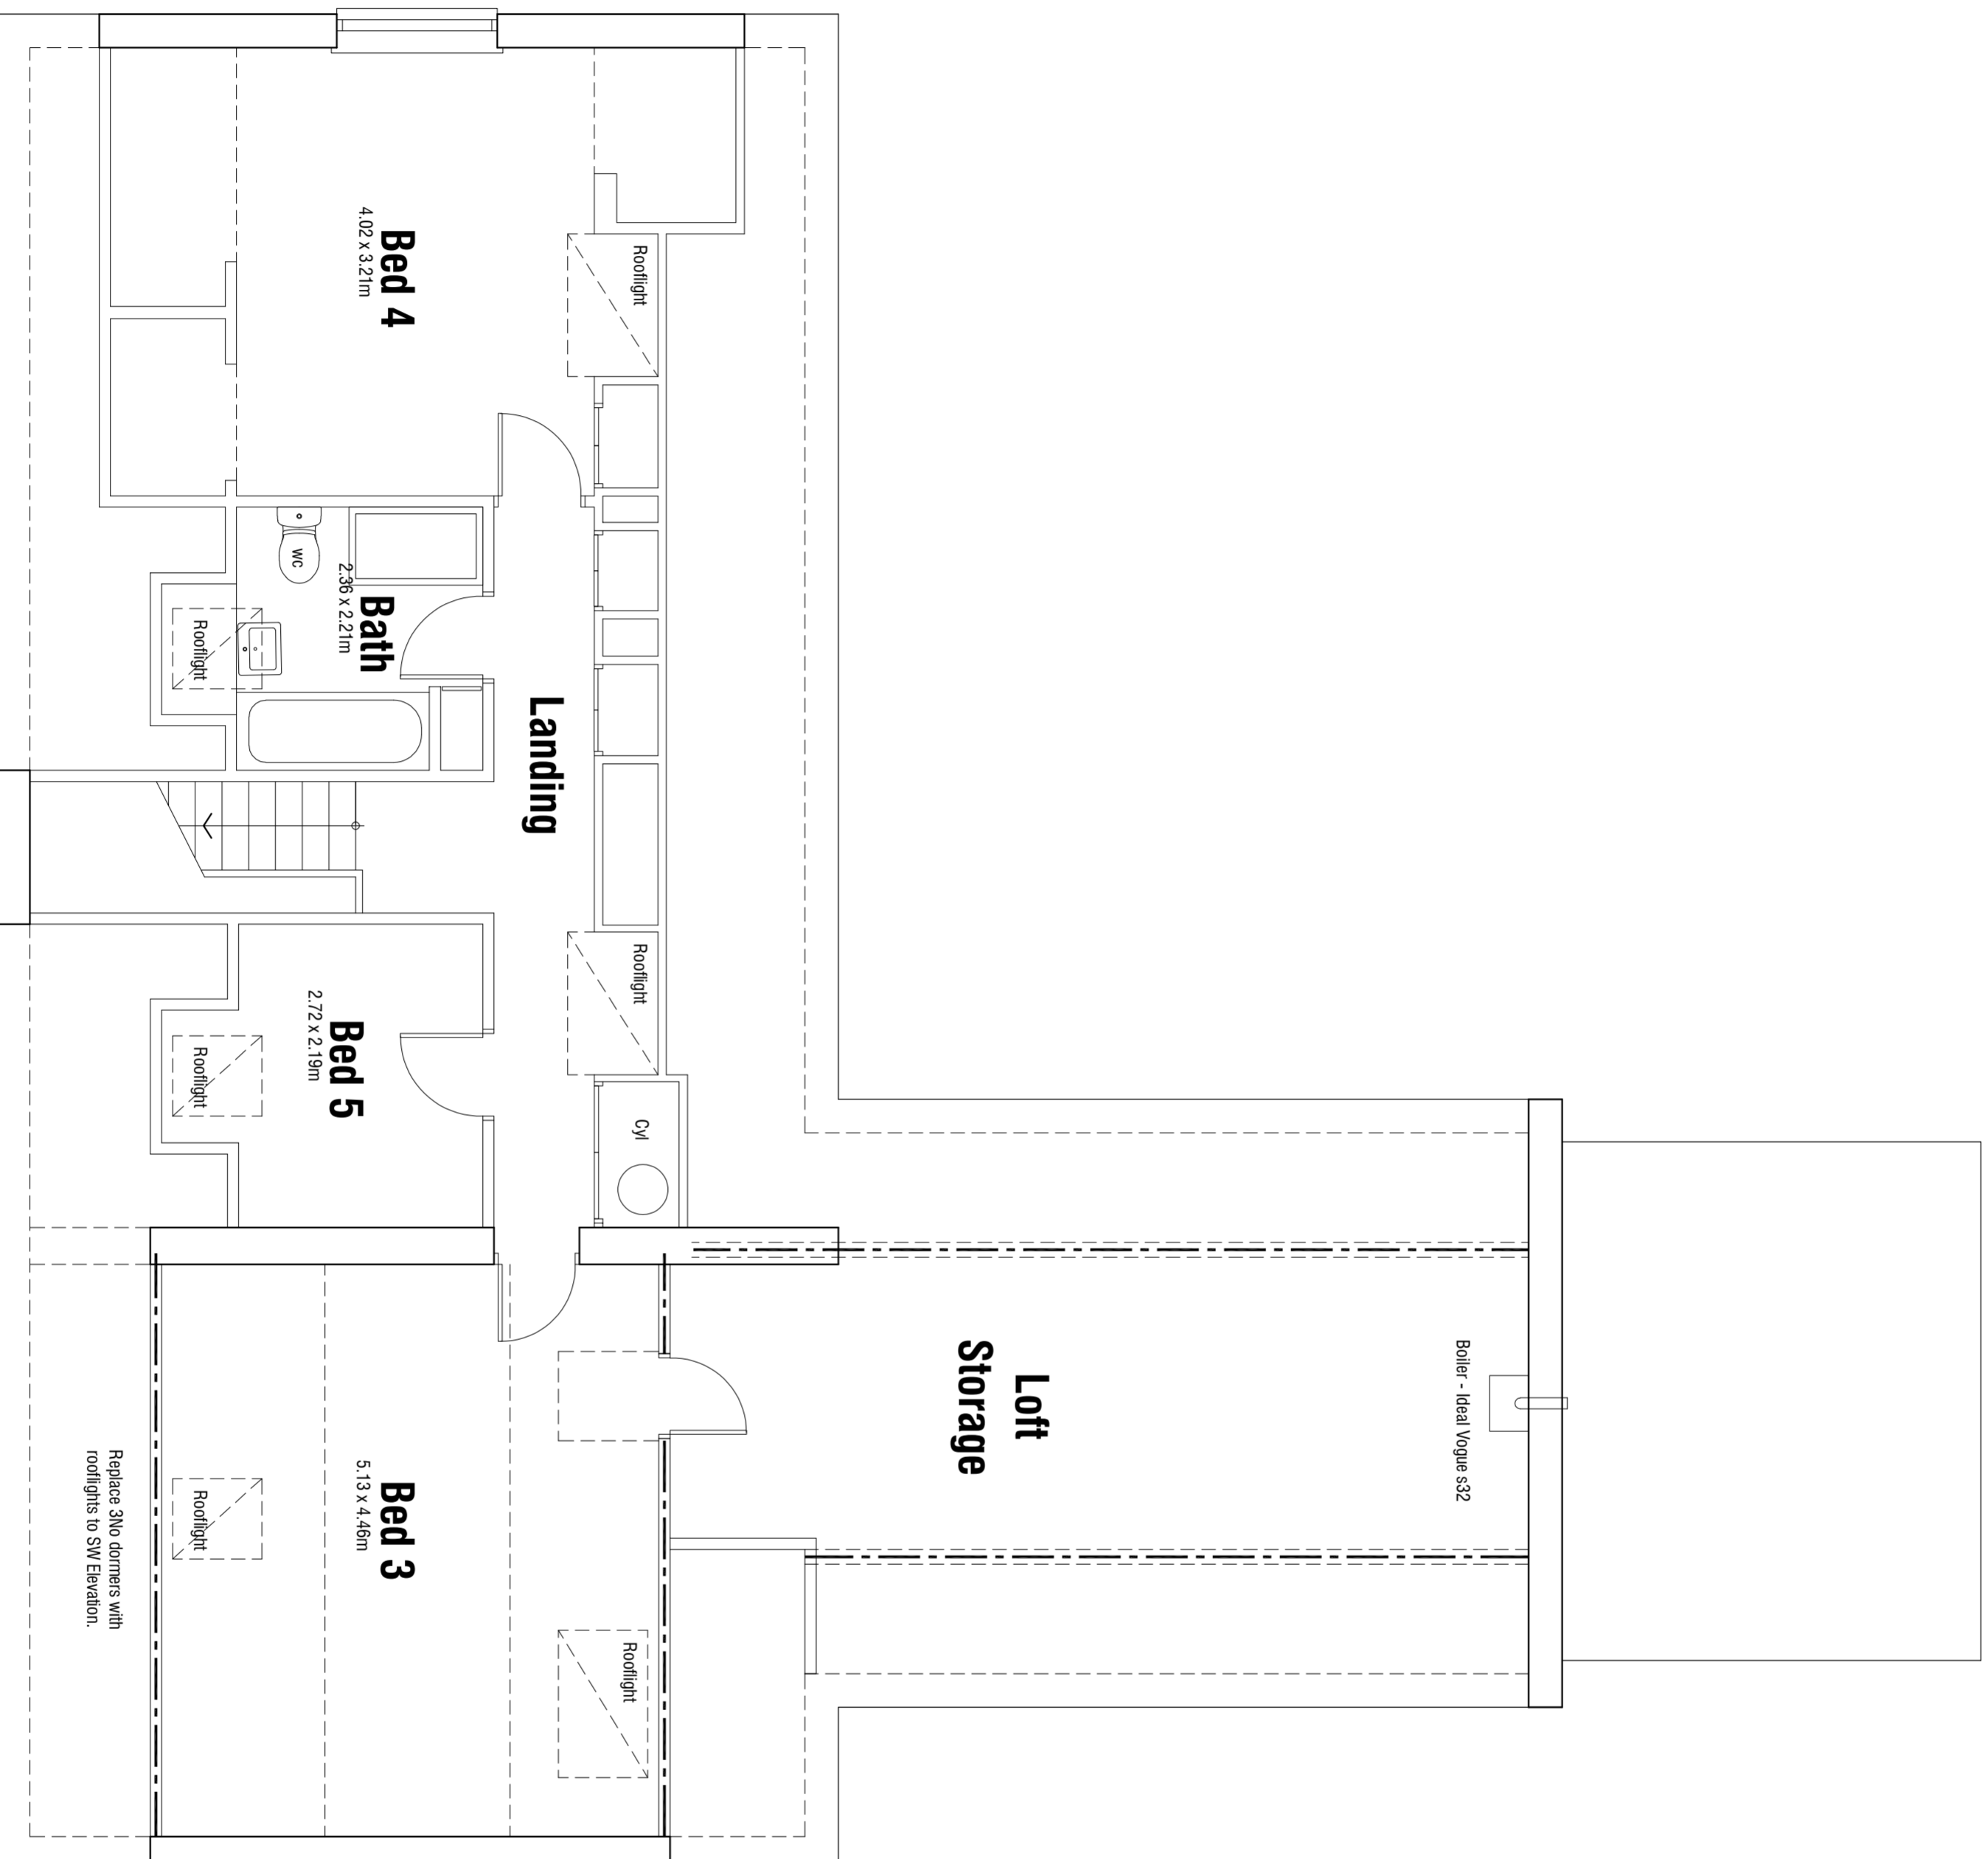 Bed 4
4.02 x 3.21m
Rooflight
WC
Bath
2.36 x 2.21m
Rooflight
Landing
Rooflight
Bed 5
2.72 x 2.19m
Rooflight
Cyl
Loft
Storage
Boiler - Ideal Vogue s32
Bed 3
5.13 x 4.46m
Rooflight
Rooflight
Replace 3No dormers with
rooflights to SW Elevation.